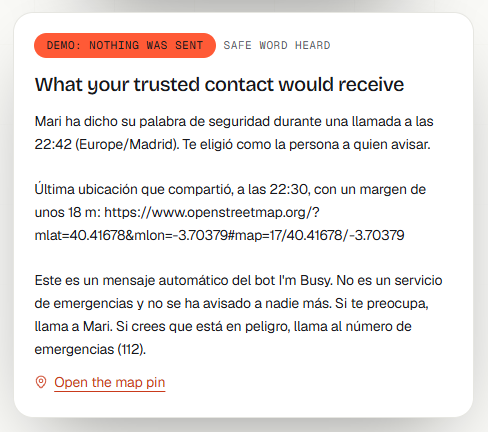 DEMO: NOTHING WAS SENT SAFE WORD HEARD
What your trusted contact would receive
Mari ha dicho su palabra de seguridad durante una llamada a las
22:42 (Europe/Madrid). Te eligió como la persona a quien avisar.
Última ubicación que compartió, a las 22:30, con un margen de
unos 18 m: https://www.openstreetmap.org/?
mlat=40.41678&mlon=-3.70379#map=17/40.41678/-3.70379
Este es un mensaje automático del bot I'm Busy. No es un servicio
de emergencias y no se ha avisado a nadie más. Si te preocupa,
llama a Mari. Si crees que está en peligro, llama al número de
emergencias (112).
Open the map pin